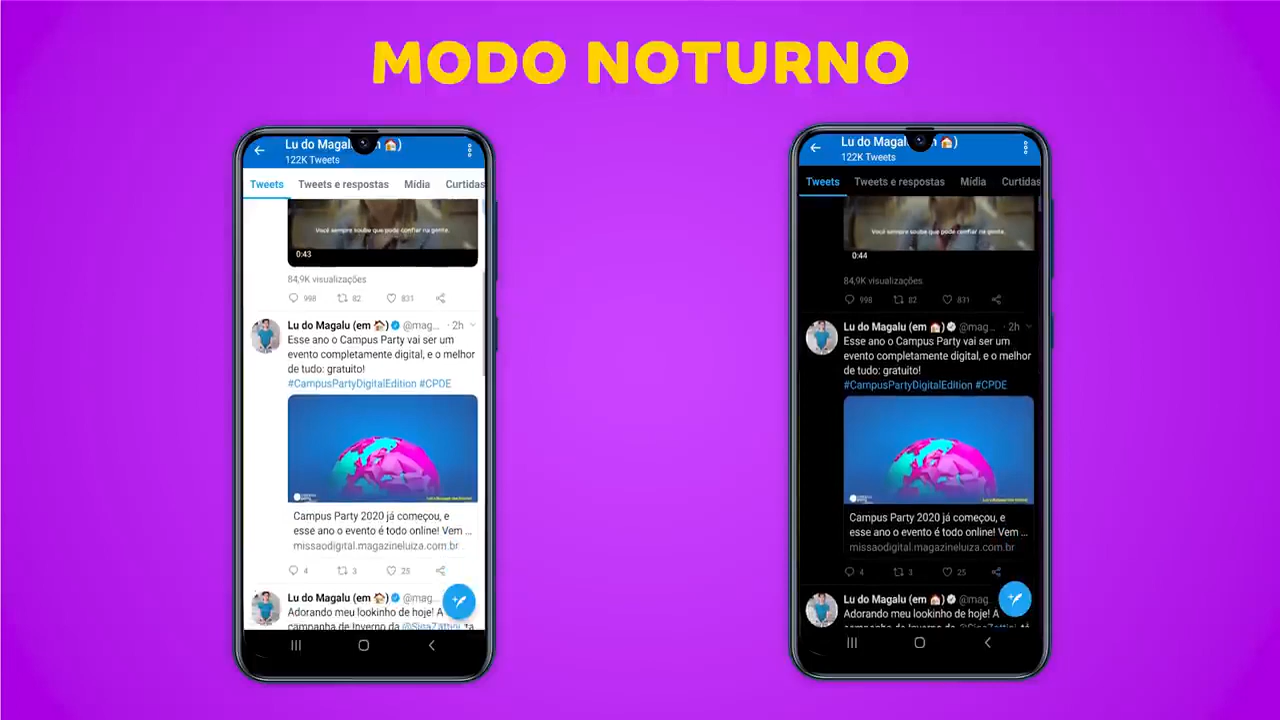 MODO NOTURNO
Lu do Magalu (em 🏠)
122K Tweets
Tweets Tweets e respostas Mídia Curtidas
Você sempre soube que pode confiar na gente.
0:43
84,9K visualizações
998 82 831
Lu do Magalu (em 🏠) @mag... · 2h
Esse ano o Campus Party vai ser um
evento completamente digital, e o melhor
de tudo: gratuito!
#CampusPartyDigitalEdition #CPDE
Campus Party 2020 já começou, e
esse ano o evento é todo online! Vem ...
missaodigital.magazineluiza.com.br
4 3 25
Lu do Magalu (em 🏠) @mag
Adorando meu lookinho de hoje! A
campanha de Inverno da
Lu do Magalu (em 🏠)
122K Tweets
Tweets Tweets e respostas Mídia Curtidas
Você sempre soube que pode confiar na gente.
0:44
84,9K visualizações
998 82 831
Lu do Magalu (em 🏠) @mag... · 2h
Esse ano o Campus Party vai ser um
evento completamente digital, e o melhor
de tudo: gratuito!
#CampusPartyDigitalEdition #CPDE
Campus Party 2020 já começou, e
esse ano o evento é todo online! Vem ...
missaodigital.magazineluiza.com.br
4 3 25
Lu do Magalu (em 🏠) @mag
Adorando meu lookinho de hoje! A
campanha de Inverno da